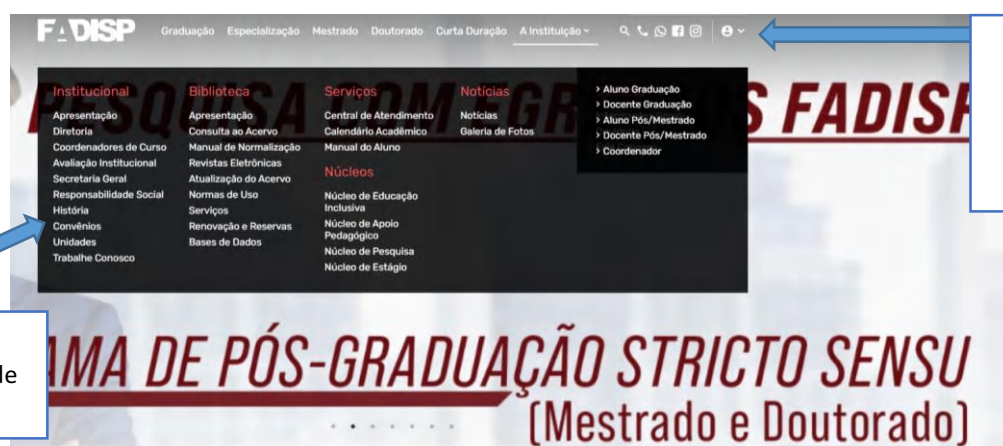 FADISP
Graduação Especialização Mestrado Doutorado Curta Duração A Instituição
PESQUISA COM EGR S FADISP
Institucional
Apresentação
Diretoria
Coordenadores de Curso
Avaliação Institucional
Secretaria Geral
Responsabilidade Social
História
Convênios
Unidades
Trabalhe Conosco
Biblioteca
Apresentação
Consulta ao Acervo
Manual de Normalização
Revistas Eletrônicas
Atualização do Acervo
Normas de Uso
Serviços
Renovação e Reservas
Bases de Dados
Serviços
Central de Atendimento
Calendário Acadêmico
Manual do Aluno
Núcleos
Núcleo de Educação
Inclusiva
Núcleo de Apoio
Pedagógico
Núcleo de Pesquisa
Núcleo de Estágio
Notícias
Notícias
Galeria de Fotos
> Aluno Graduação
> Docente Graduação
> Aluno Pós/Mestrado
> Docente Pós/Mestrado
> Coordenador
le
AMA DE PÓS-GRADUAÇÃO STRICTO SENSU
(Mestrado e Doutorado)